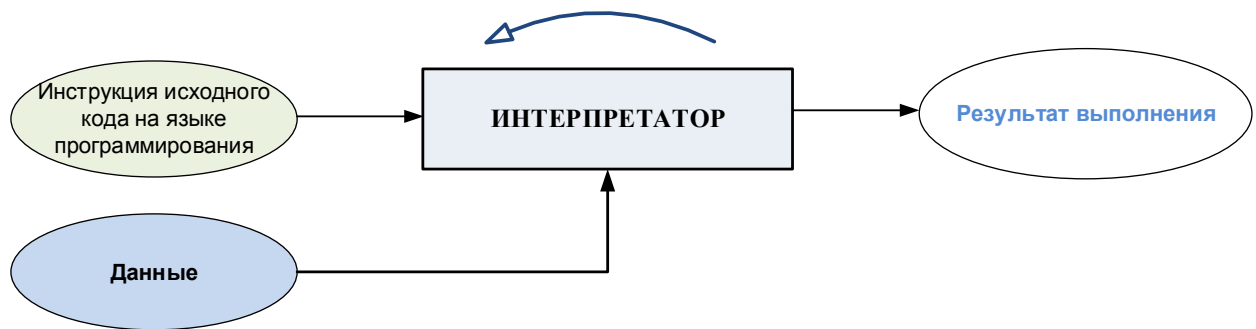 Инструкция исходного
кода на языке
программирования
ИНТЕРПРЕТАТОР
Результат выполнения
Данные